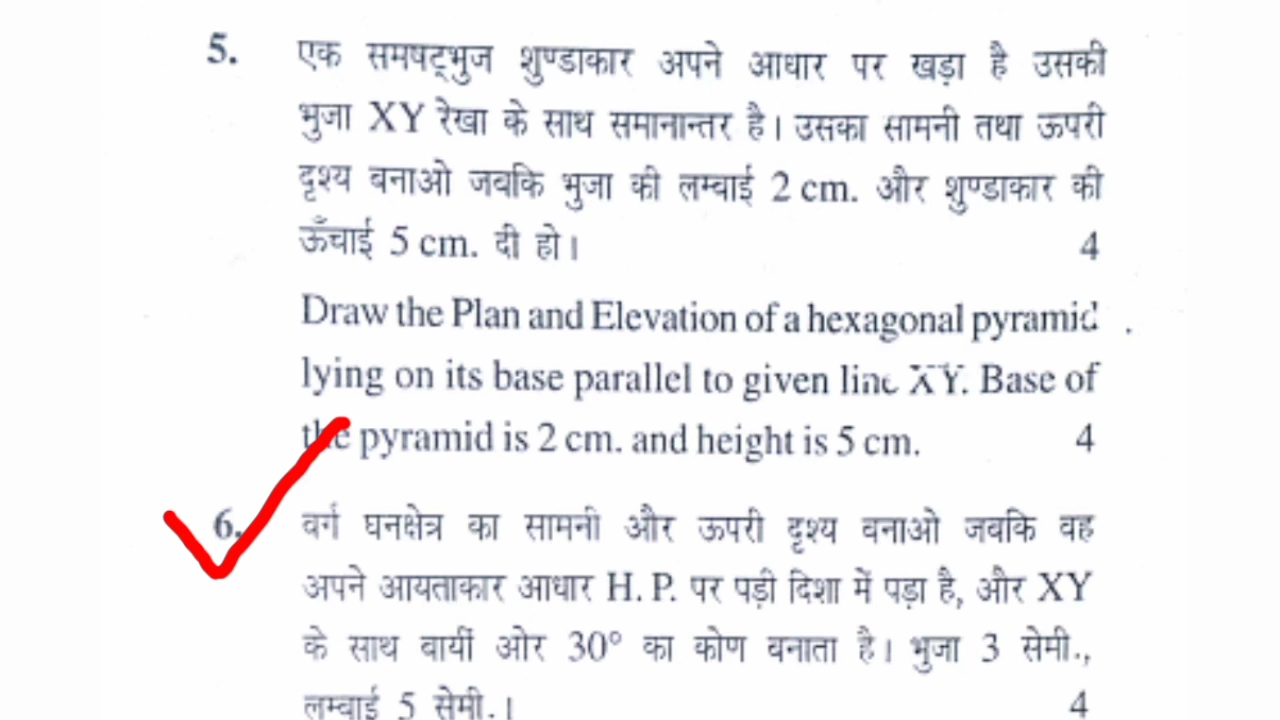 5. एक समषट्भुज शुण्डाकार अपने आधार पर खड़ा है उसकी
भुजा XY रेखा के साथ समानान्तर है। उसका सामनी तथा ऊपरी
दृश्य बनाओ जबकि भुजा की लम्बाई 2 cm. और शुण्डाकार की
ऊँचाई 5 cm. दी हो। 4
Draw the Plan and Elevation of a hexagonal pyramid
lying on its base parallel to given line XY. Base of
the pyramid is 2 cm. and height is 5 cm. 4
6. वर्ग घनक्षेत्र का सामनी और ऊपरी दृश्य बनाओ जबकि वह
अपने आयताकार आधार H. P. पर पड़ी दिशा में पड़ा है, और XY
के साथ बायीं ओर 30° का कोण बनाता है। भुजा 3 सेमी.,
लम्बाई 5 सेमी.। 4